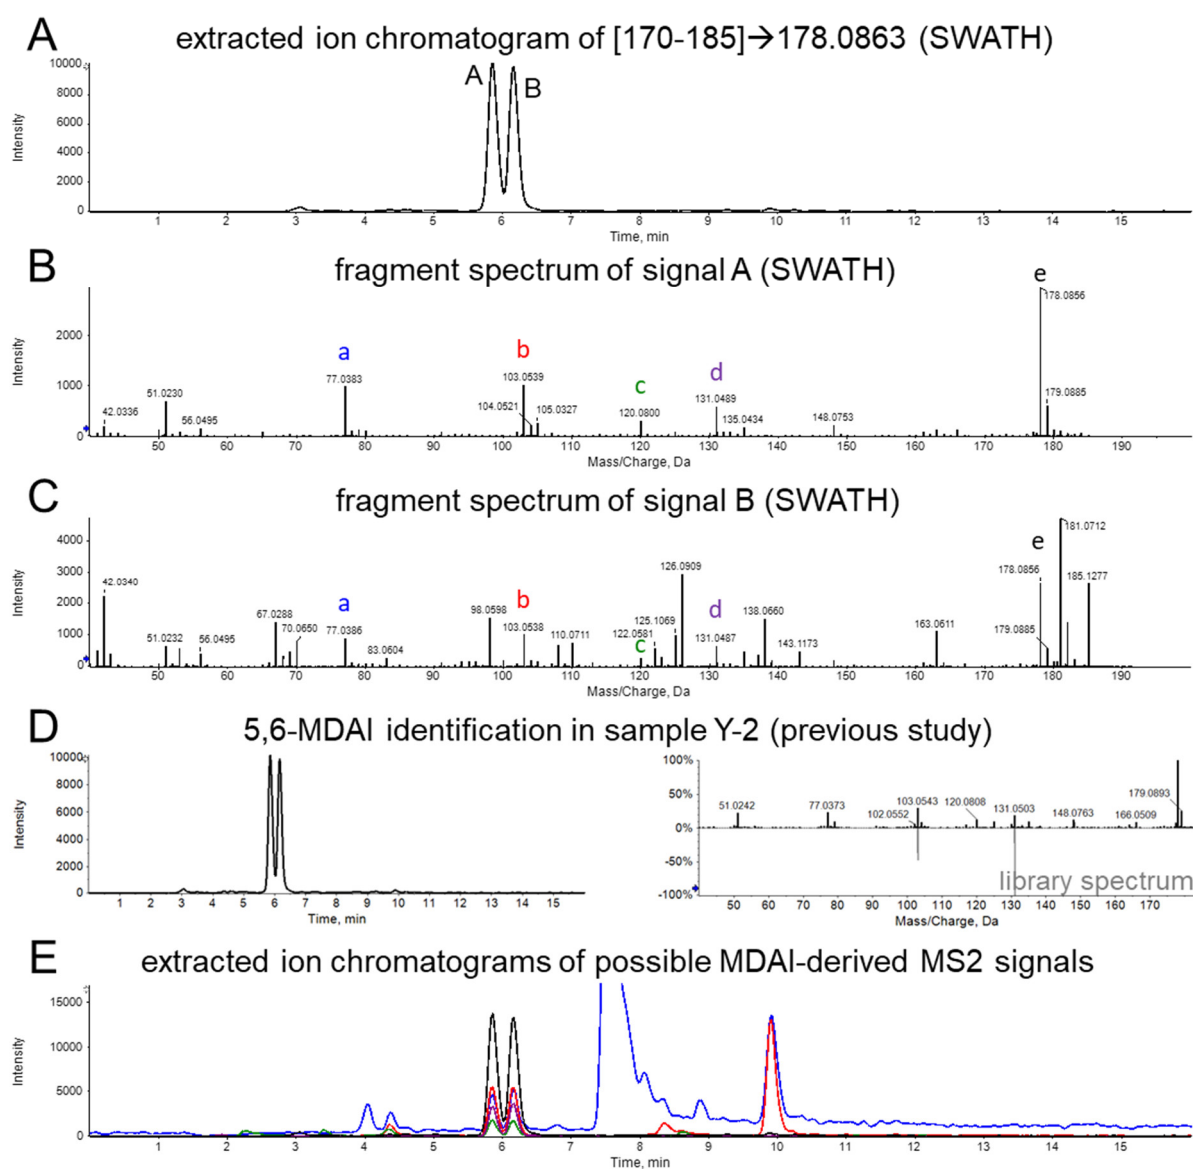 A
extracted ion chromatogram of [170-185]→178.0863 (SWATH)
10000
8000
6000
4000
2000
0
Intensity
A
B
1 2 3 4 5 6 7 8 9 10 11 12 13 14 15
Time, min
B
fragment spectrum of signal A (SWATH)
e
178.0856
2000
1000
0
Intensity
a
b
c
d
77.0383
103.0539
51.0230
42.0336
56.0495
104.0521
105.0327
120.0800
131.0489
135.0434
148.0753
179.0885
50 60 70 80 90 100 110 120 130 140 150 160 170 180 190
Mass/Charge, Da
C
fragment spectrum of signal B (SWATH)
4000
3000
2000
1000
0
Intensity
e
181.0712
178.0856
185.1277
126.0909
42.0340
a
b
d
c
67.0288
98.0598
138.0660
163.0611
51.0232
56.0495
70.0650
77.0386
83.0604
103.0538
110.0711
122.0581
125.1069
131.0487
143.1173
179.0885
50 60 70 80 90 100 110 120 130 140 150 160 170 180 190
Mass/Charge, Da
D
5,6-MDAI identification in sample Y-2 (previous study)
10000
8000
6000
4000
2000
0
Intensity
1 2 3 4 5 6 7 8 9 10 11 12 13 14 15
Time, min
100%
50%
0%
-50%
-100%
51.0242
77.0373
102.0552
103.0543
120.0808
131.0503
148.0763
166.0509
179.0893
library spectrum
50 60 70 80 90 100 110 120 130 140 150 160 170
Mass/Charge, Da
E
extracted ion chromatograms of possible MDAI-derived MS2 signals
15000
10000
5000
0
Intensity
1 2 3 4 5 6 7 8 9 10 11 12 13 14 15
Time, min